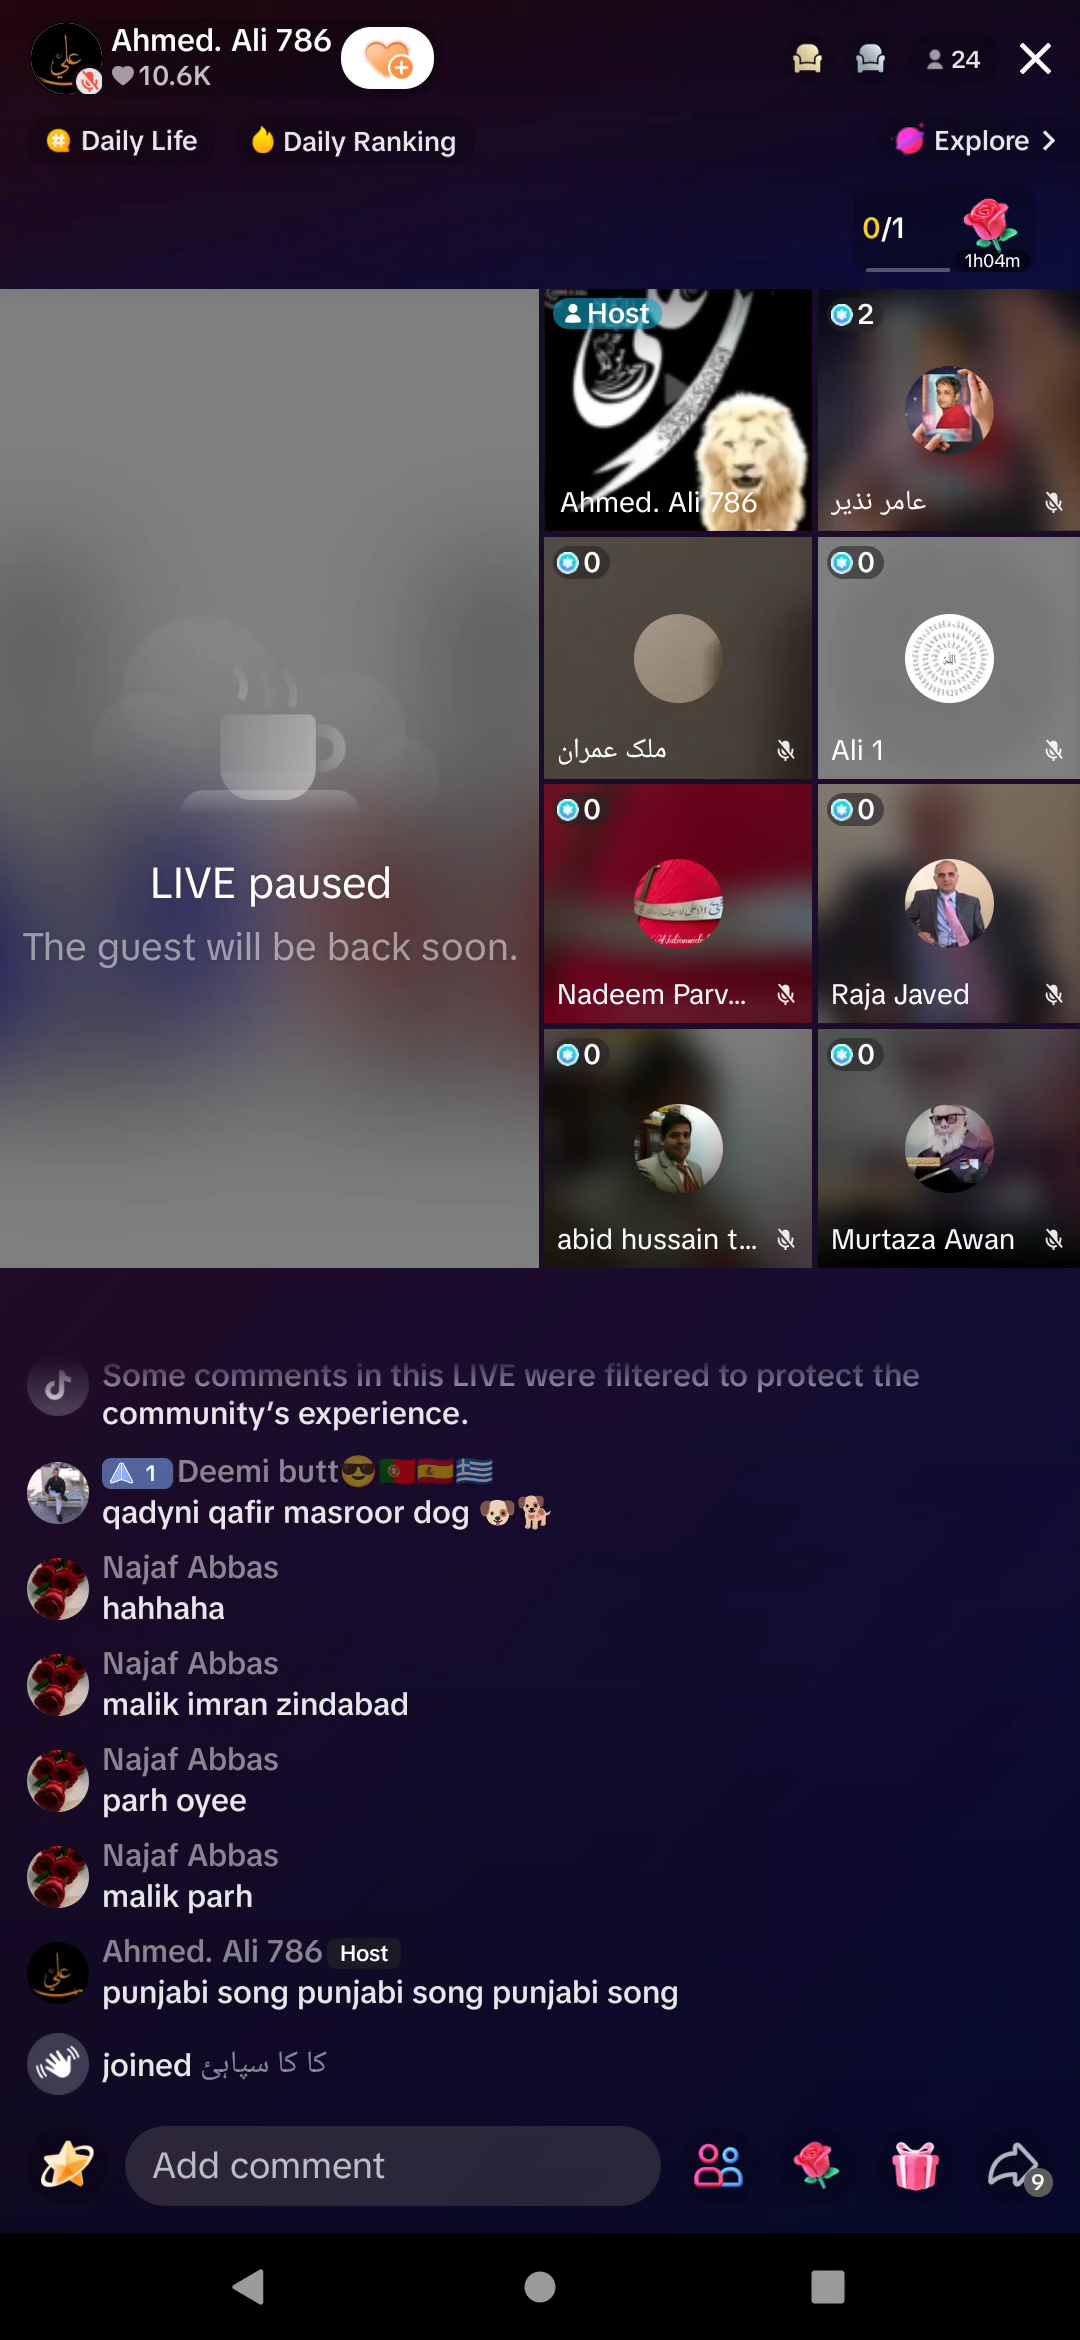 Ahmed. Ali 786
10.6K
24
Daily Life
Daily Ranking
Explore
0/1
1h04m
Host
Ahmed. Ali 786
2
عامر نذیر
0
ملک عمران
0
Ali 1
0
Nadeem Parv...
0
Raja Javed
0
abid hussain t...
0
Murtaza Awan
LIVE paused
The guest will be back soon.
Some comments in this LIVE were filtered to protect the
community's experience.
1 Deemi butt😎🇵🇹🇪🇸🇬🇷
qadyni qafir masroor dog 🐶🐕
Najaf Abbas
hahhaha
Najaf Abbas
malik imran zindabad
Najaf Abbas
parh oyee
Najaf Abbas
malik parh
Ahmed. Ali 786 Host
punjabi song punjabi song punjabi song
joined کا کا سپاہئ
Add comment
9